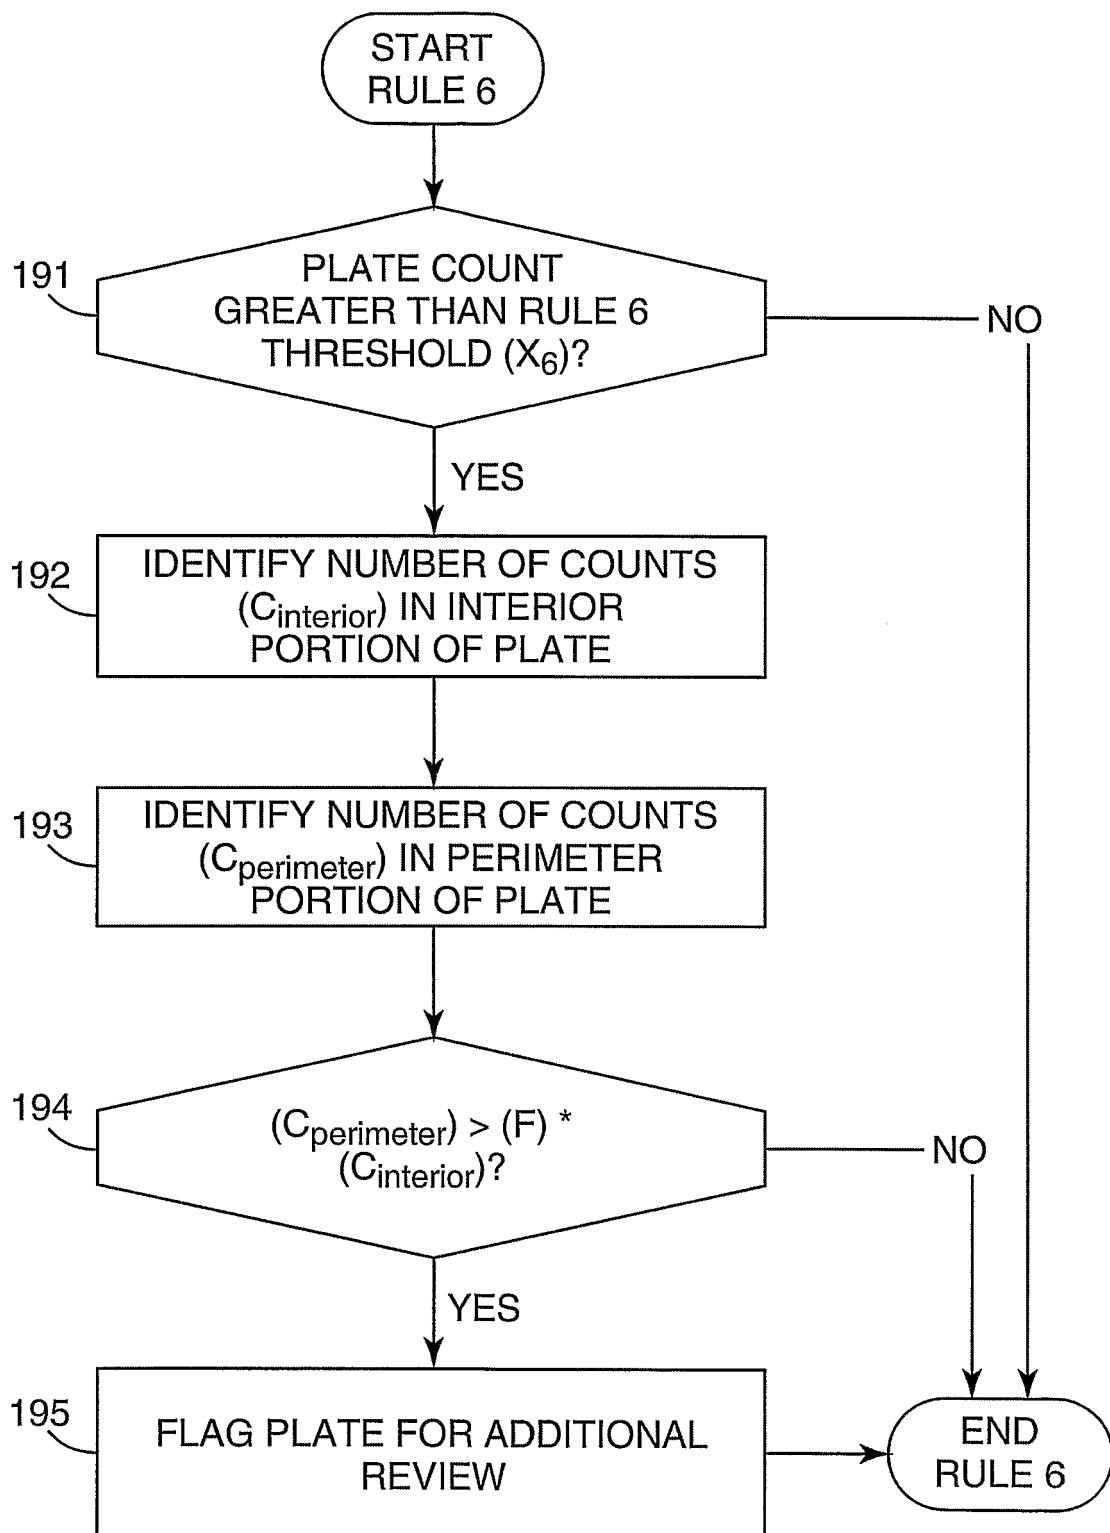 START
RULE 6
191
PLATE COUNT
GREATER THAN RULE 6
THRESHOLD (X6)?
NO
YES
192
IDENTIFY NUMBER OF COUNTS
(Cinterior) IN INTERIOR
PORTION OF PLATE
193
IDENTIFY NUMBER OF COUNTS
(Cperimeter) IN PERIMETER
PORTION OF PLATE
194
(Cperimeter) > (F) *
(Cinterior)?
NO
YES
195
FLAG PLATE FOR ADDITIONAL
REVIEW
END
RULE 6